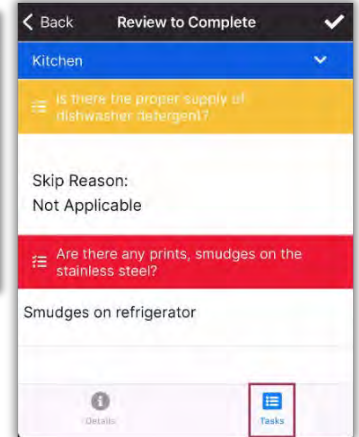 Back
Review to Complete
Kitchen
Is there the proper supply of
dishwasher detergent?
Skip Reason:
Not Applicable
Are there any prints, smudges on the
stainless steel?
Smudges on refrigerator
Details
Tasks